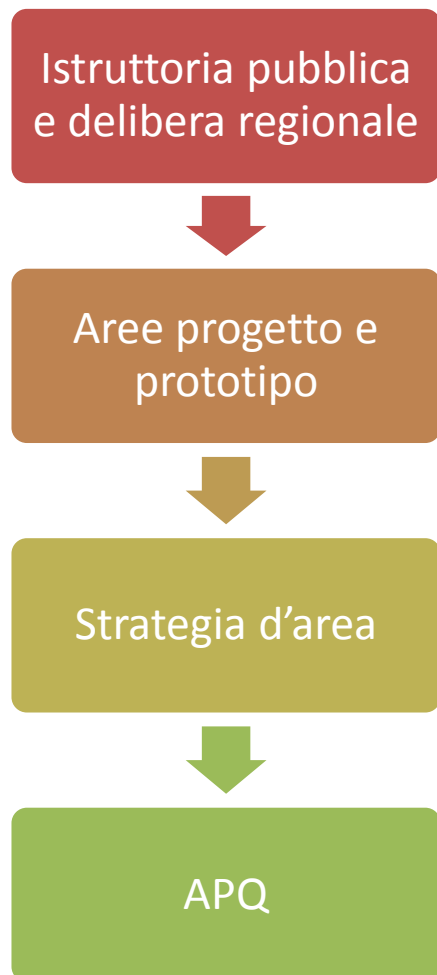 Istruttoria pubblica
e delibera regionale
Aree progetto e
prototipo
Strategia d’area
APQ